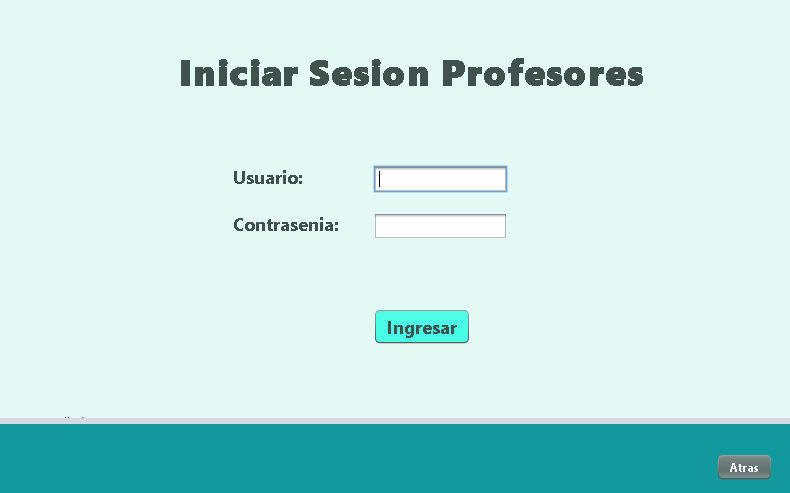 Iniciar Sesion Profesores
Usuario:
Contrasenia:
Ingresar
Atras